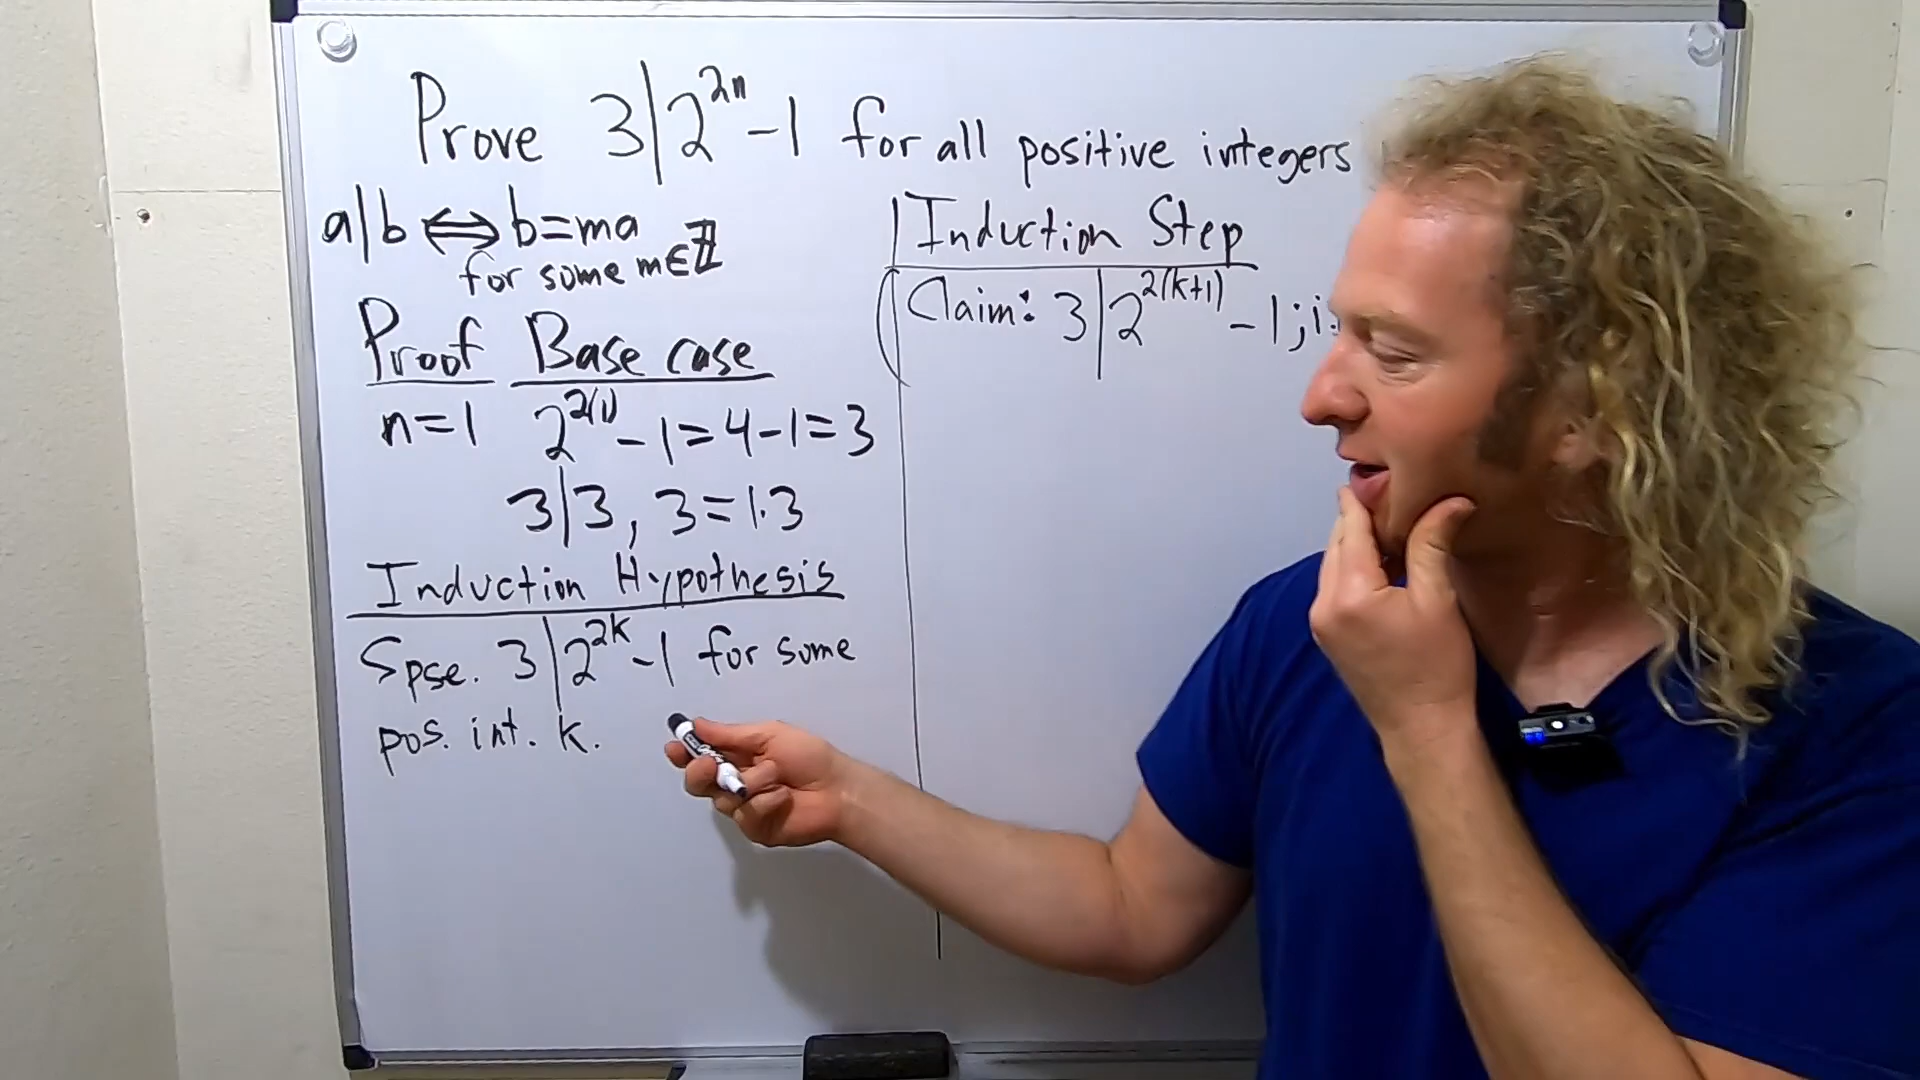 Prove 3|2^{2n}-1 for all positive integers
a|b ⇔ b=ma
for some m∈ℤ
Proof Base case
n=1 2^{2(1)}-1=4-1=3
3|3, 3=1·3
Induction Hypothesis
Spse. 3|2^{2k}-1 for some
pos. int. k.
Induction Step
(Claim: 3|2^{2(k+1)}-1;i.